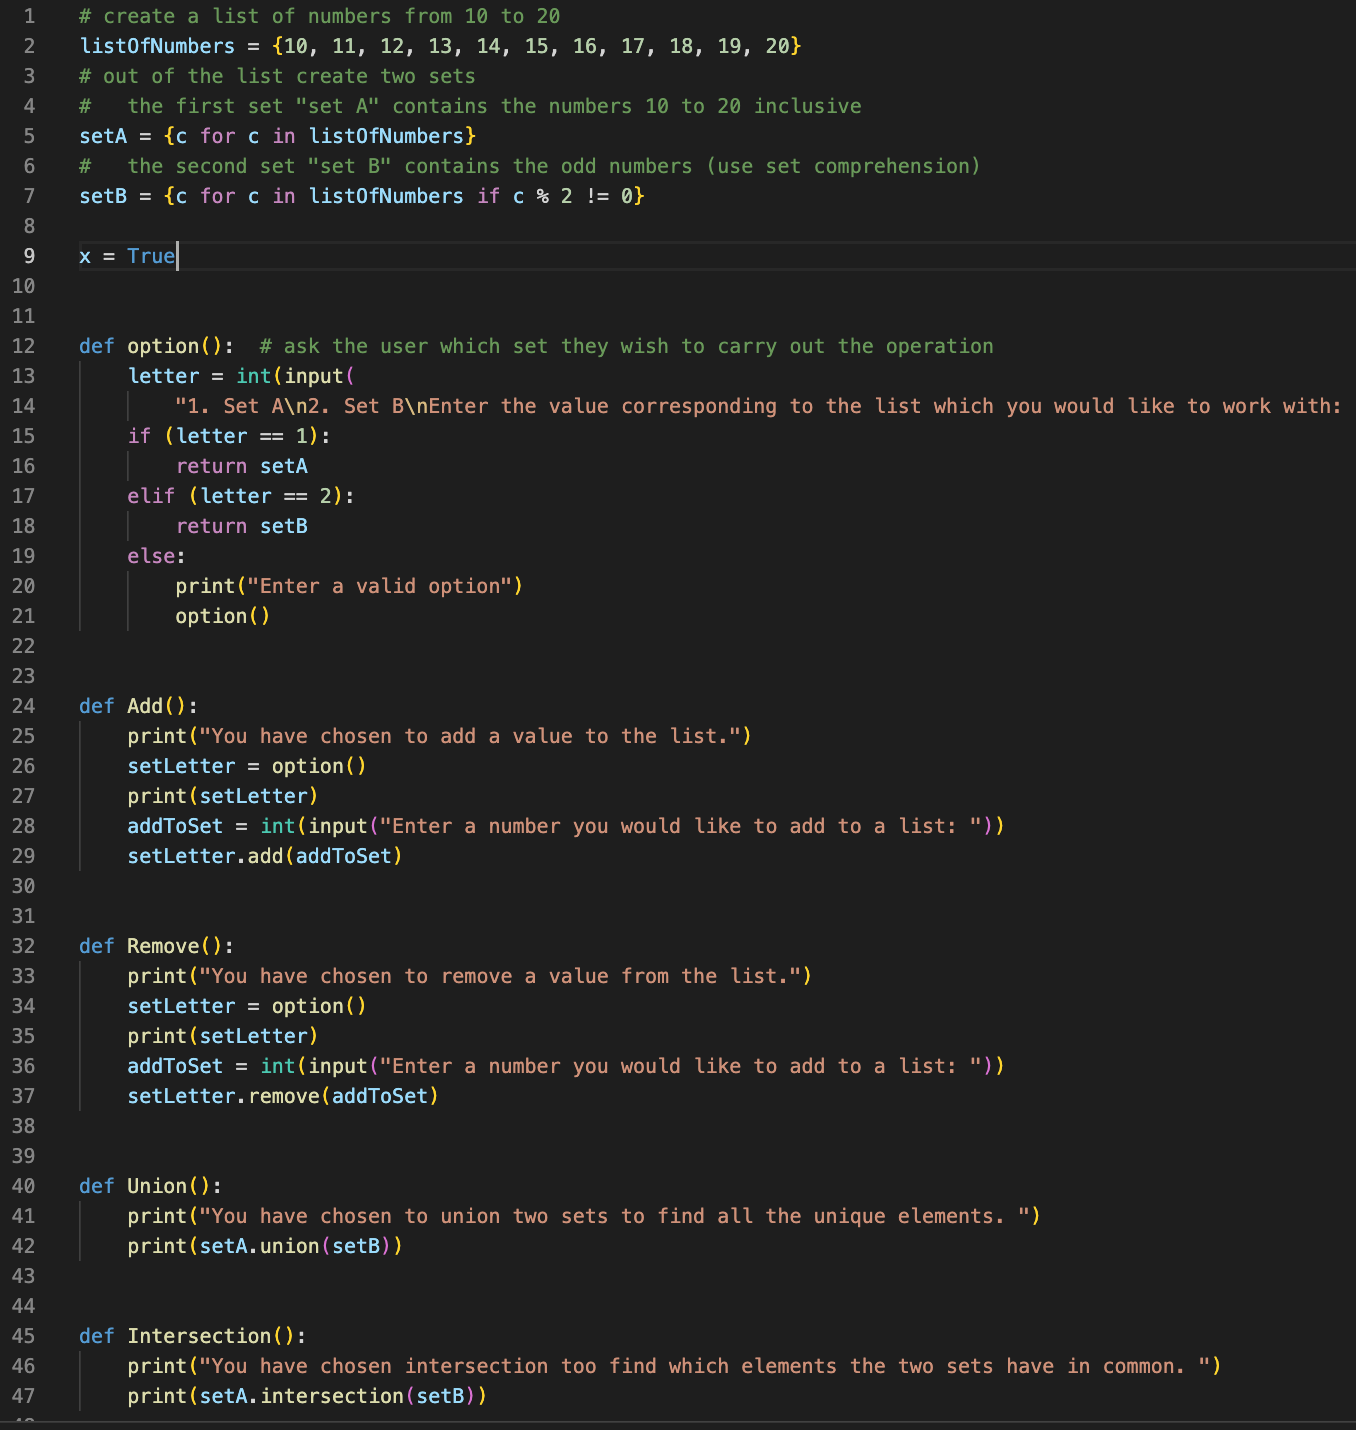 1 # create a list of numbers from 10 to 20
2 listOfNumbers = {10, 11, 12, 13, 14, 15, 16, 17, 18, 19, 20}
3 # out of the list create two sets
4 #   the first set "set A" contains the numbers 10 to 20 inclusive
5 setA = {c for c in listOfNumbers}
6 #   the second set "set B" contains the odd numbers (use set comprehension)
7 setB = {c for c in listOfNumbers if c % 2 != 0}
8
9 x = True
10
11
12 def option():  # ask the user which set they wish to carry out the operation
13     letter = int(input(
14         "1. Set A\n2. Set B\nEnter the value corresponding to the list which you would like to work with:
15     if (letter == 1):
16         return setA
17     elif (letter == 2):
18         return setB
19     else:
20         print("Enter a valid option")
21         option()
22
23
24 def Add():
25     print("You have chosen to add a value to the list.")
26     setLetter = option()
27     print(setLetter)
28     addToSet = int(input("Enter a number you would like to add to a list: "))
29     setLetter.add(addToSet)
30
31
32 def Remove():
33     print("You have chosen to remove a value from the list.")
34     setLetter = option()
35     print(setLetter)
36     addToSet = int(input("Enter a number you would like to add to a list: "))
37     setLetter.remove(addToSet)
38
39
40 def Union():
41     print("You have chosen to union two sets to find all the unique elements. ")
42     print(setA.union(setB))
43
44
45 def Intersection():
46     print("You have chosen intersection too find which elements the two sets have in common. ")
47     print(setA.intersection(setB))